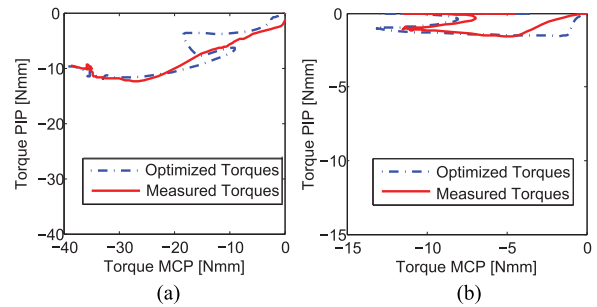 0
-10
-20
-30
-40
Torque PIP [Nmm]
Optimized Torques
Measured Torques
-40 -30 -20 -10 0
Torque MCP [Nmm]
(a)
0
-5
-10
-15
Torque PIP [Nmm]
Optimized Torques
Measured Torques
-15 -10 -5 0
Torque MCP [Nmm]
(b)